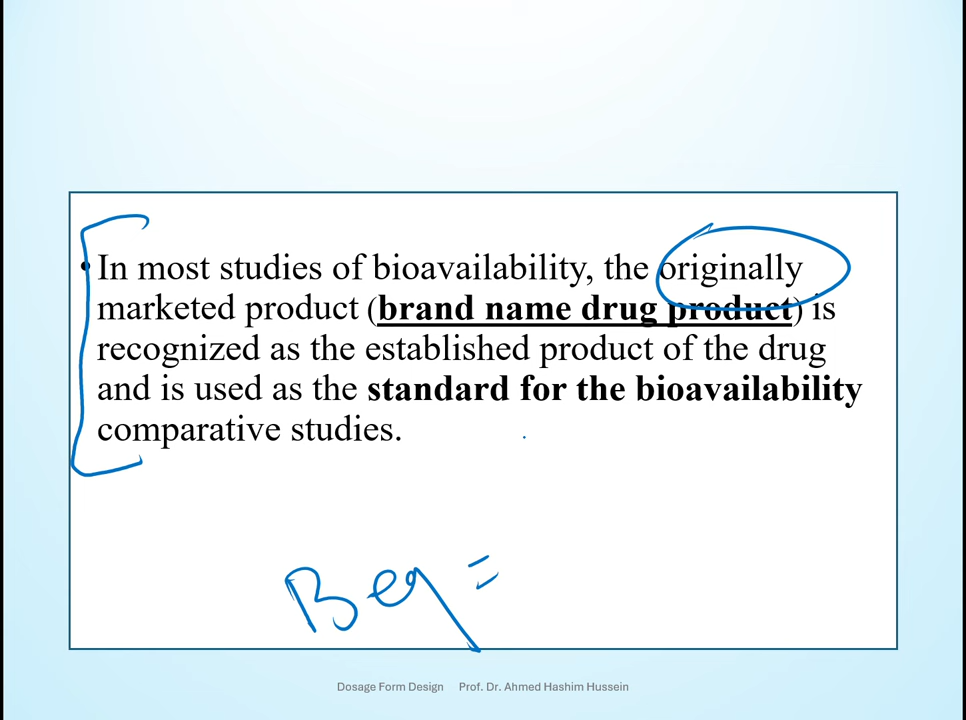 • In most studies of bioavailability, the originally
marketed product (brand name drug product) is
recognized as the established product of the drug
and is used as the standard for the bioavailability
comparative studies.
Beq =
Dosage Form Design Prof. Dr. Ahmed Hashim Hussein